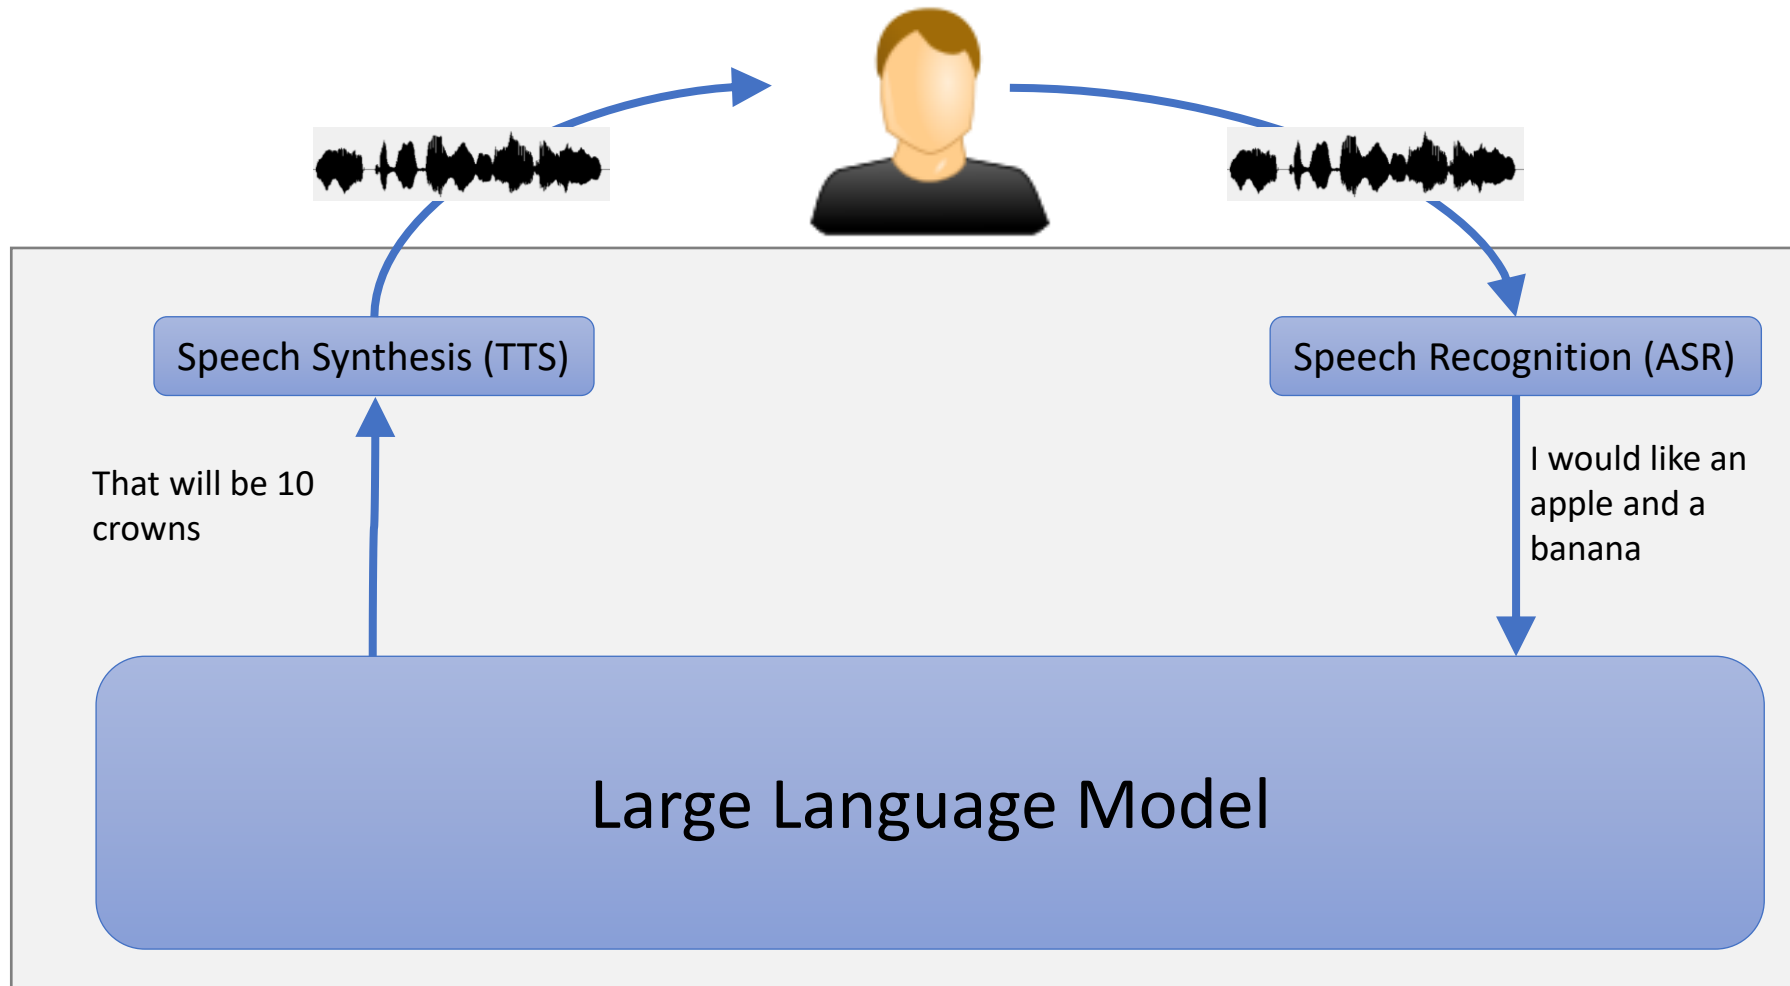 Speech Synthesis (TTS)
Speech Recognition (ASR)
That will be 10
crowns
I would like an
apple and a
banana
Large Language Model